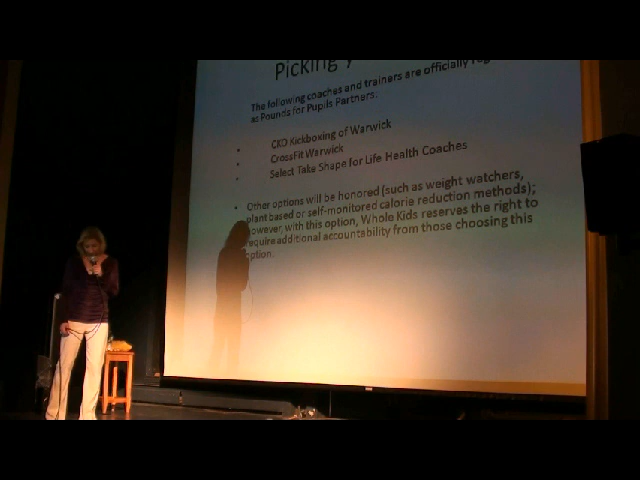 Picking
The following coaches and trainers are officially
as Pounds for Pupils Partners.
• CKO Kickboxing of Warwick
• CrossFit Warwick
• Select Take Shape for Life Health Coaches
• Other options will be honored (such as weight watchers,
plant based or self-monitored calorie reduction methods);
however, with this option, Whole Kids reserves the right to
require additional accountability from those choosing this
option.